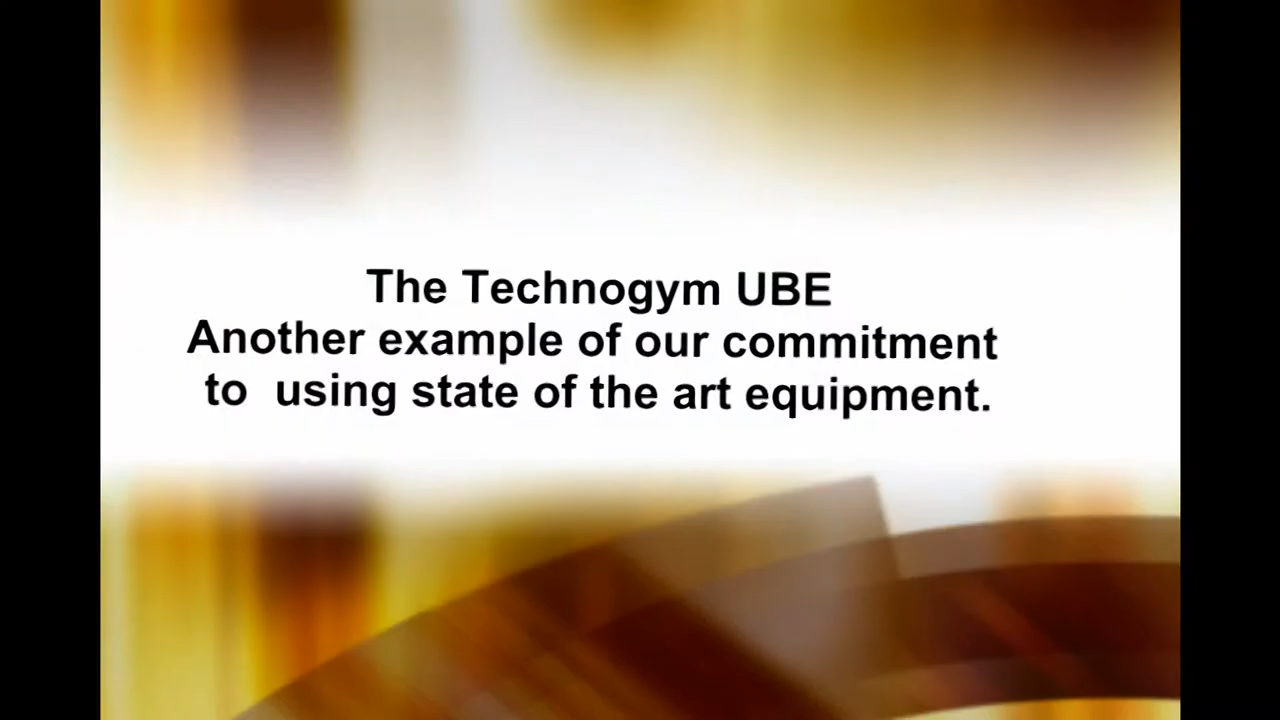 The Technogym UBE
Another example of our commitment
to  using state of the art equipment.